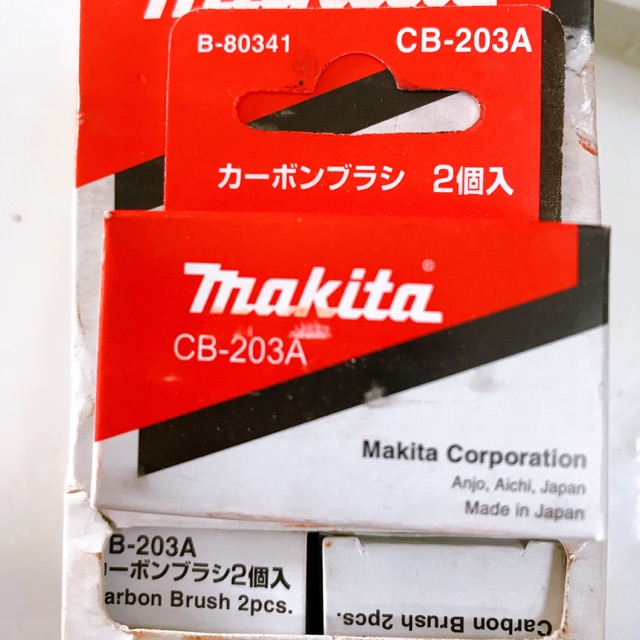 makita
B-80341 CB-203A
カーボンブラシ 2個入
makita®
CB-203A
Makita Corporation
Anjo, Aichi, Japan
Made in Japan
B-203A
ーボンブラシ2個入
arbon Brush 2pcs.
Carbon Brush 2pcs.